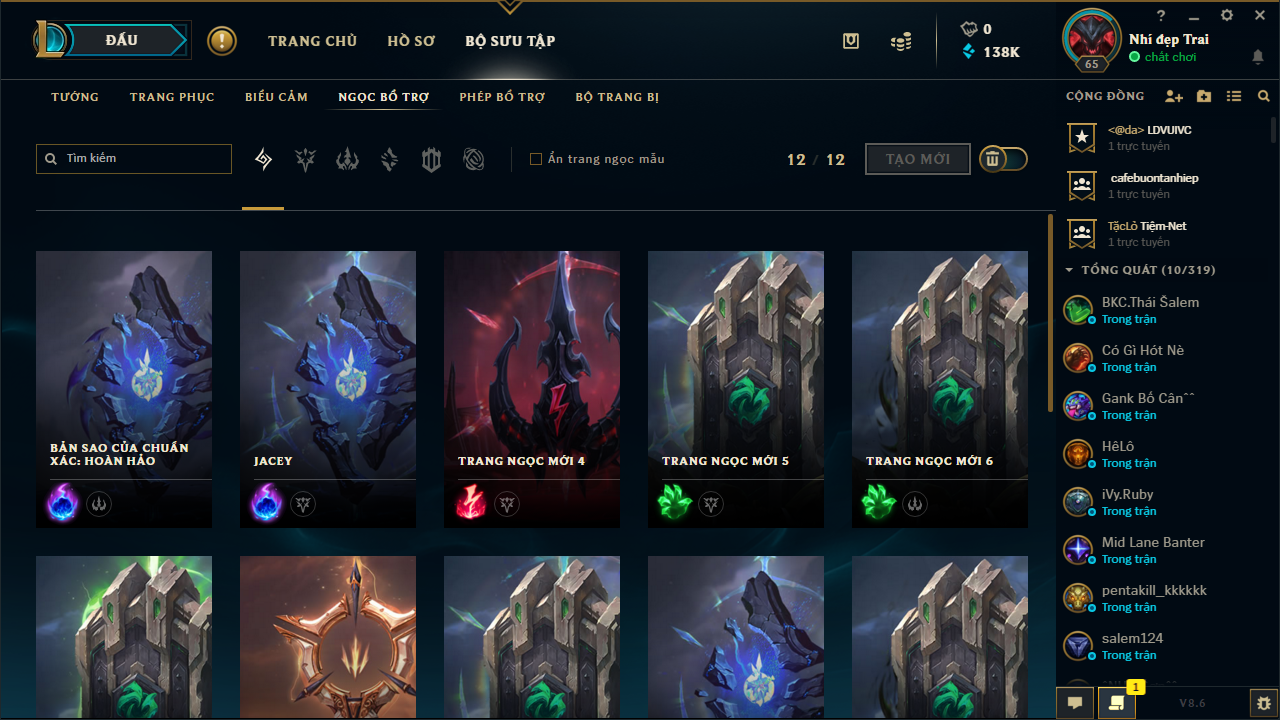 ĐẤU
TRANG CHỦ
HỒ SƠ
BỘ SƯU TẬP
0
138K
65
Nhí đẹp Trai
chất chơi
TƯỚNG
TRANG PHỤC
BIỂU CẢM
NGỌC BỔ TRỢ
PHÉP BỔ TRỢ
BỘ TRANG BỊ
Tìm kiếm
Ẩn trang ngọc mẫu
12 / 12
TẠO MỚI
BẢN SAO CỦA CHUẨN
XÁC: HOÀN HẢO
JACEY
TRANG NGỌC MỚI 4
TRANG NGỌC MỚI 5
TRANG NGỌC MỚI 6
CỘNG ĐỒNG
<@da> LDVUIVC
1 trực tuyến
cafebuontanhiep
1 trực tuyến
TặcLỏ Tiệm-Net
1 trực tuyến
TỔNG QUÁT (10/319)
BKC.Thái Šalem
Trong trận
Có Gì Hót Nè
Trong trận
Gank Bố Cânˆˆ
Trong trận
HêLô
Trong trận
iVy.Ruby
Trong trận
Mid Lane Banter
Trong trận
pentakill_kkkkkk
Trong trận
salem124
Trong trận
1
V8.6